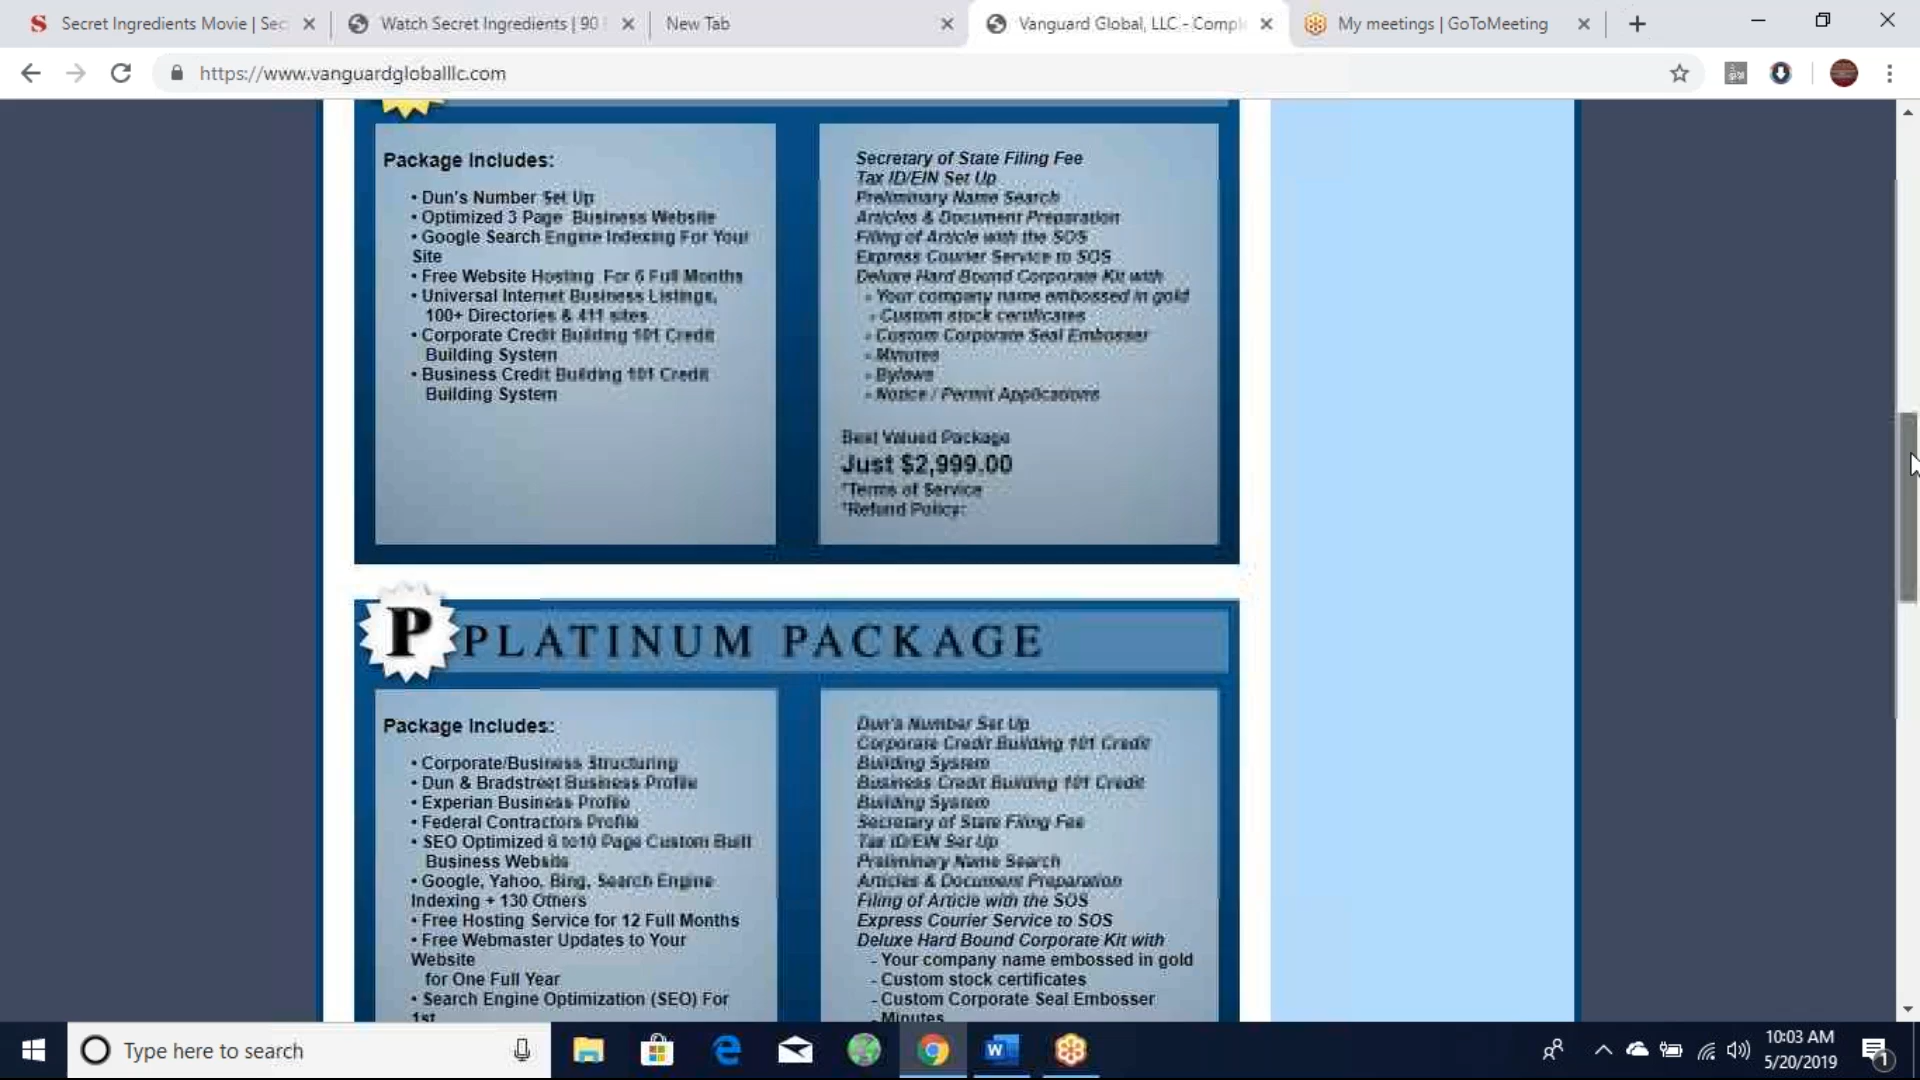 Secret Ingredients Movie | Sec
Watch Secret Ingredients | 90
New Tab
Vanguard Global, LLC - Compl
My meetings | GoToMeeting
https://www.vanguardgloballlc.com
Package Includes:
• Dun's Number Set Up
• Optimized 3 Page Business Website
• Google Search Engine Indexing For Your
Site
• Free Website Hosting For 6 Full Months
• Universal Internet Business Listings,
100+ Directories & 411 sites
• Corporate Credit Building 101 Credit
Building System
• Business Credit Building 101 Credit
Building System
Secretary of State Filing Fee
Tax ID/EIN Set Up
Preliminary Name Search
Articles & Document Preparation
Filing of Article with the SOS
Express Courier Service to SOS
Deluxe Hard Bound Corporate Kit with
- Your company name embossed in gold
- Custom stock certificates
- Custom Corporate Seal Embosser
- Minutes
- Bylaws
- Notice / Permit Applications
Best Valued Package
Just $2,999.00
*Terms of Service
*Refund Policy:
P PLATINUM PACKAGE
Package Includes:
• Corporate/Business Structuring
• Dun & Bradstreet Business Profile
• Experian Business Profile
• Federal Contractors Profile
• SEO Optimized 6 to10 Page Custom Built
Business Website
• Google, Yahoo, Bing, Search Engine
Indexing + 130 Others
• Free Hosting Service for 12 Full Months
• Free Webmaster Updates to Your
Website
for One Full Year
• Search Engine Optimization (SEO) For
1st
Dun's Number Set Up
Corporate Credit Building 101 Credit
Building System
Business Credit Building 101 Credit
Building System
Secretary of State Filing Fee
Tax ID/EIN Set Up
Preliminary Name Search
Articles & Document Preparation
Filing of Article with the SOS
Express Courier Service to SOS
Deluxe Hard Bound Corporate Kit with
- Your company name embossed in gold
- Custom stock certificates
- Custom Corporate Seal Embosser
- Minutes
Type here to search
10:03 AM
5/20/2019
1